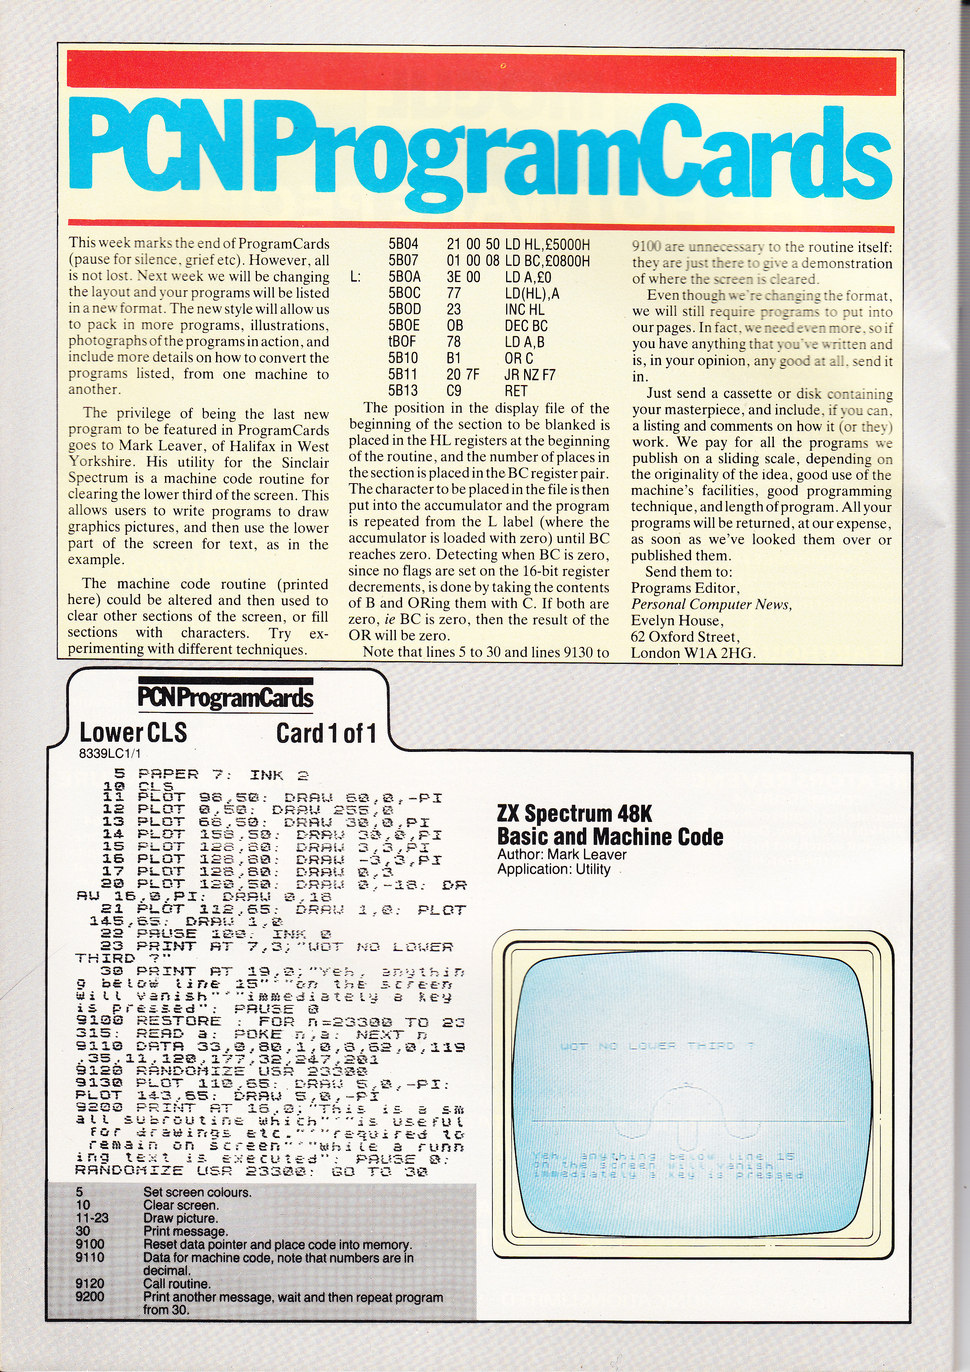 PCN ProgramCards
This week marks the end of ProgramCards
(pause for silence, grief etc). However, all
is not lost. Next week we will be changing
the layout and your programs will be listed
in a new format. The new style will allow us
to pack in more programs, illustrations,
photographs of the programs in action, and
include more details on how to convert the
programs listed, from one machine to
another.
The privilege of being the last new
program to be featured in ProgramCards
goes to Mark Leaver, of Halifax in West
Yorkshire. His utility for the Sinclair
Spectrum is a machine code routine for
clearing the lower third of the screen. This
allows users to write programs to draw
graphics pictures, and then use the lower
part of the screen for text, as in the
example.
The machine code routine (printed
here) could be altered and then used to
clear other sections of the screen, or fill
sections with characters. Try ex-
perimenting with different techniques.
5B04 21 00 50 LD HL,£5000H
5B07 01 00 08 LD BC,£0800H
L: 5B0A 3E 00 LD A,£0
5B0C 77 LD(HL),A
5B0D 23 INC HL
5B0E 0B DEC BC
tB0F 78 LD A,B
5B10 B1 OR C
5B11 20 7F JR NZ F7
5B13 C9 RET
The position in the display file of the
beginning of the section to be blanked is
placed in the HL registers at the beginning
of the routine, and the number of places in
the section is placed in the BC register pair.
The character to be placed in the file is then
put into the accumulator and the program
is repeated from the L label (where the
accumulator is loaded with zero) until BC
reaches zero. Detecting when BC is zero,
since no flags are set on the 16-bit register
decrements, is done by taking the contents
of B and ORing them with C. If both are
zero, ie BC is zero, then the result of the
OR will be zero.
Note that lines 5 to 30 and lines 9130 to
9100 are unnecessary to the routine itself:
they are just there to give a demonstration
of where the screen is cleared.
Even though we're changing the format,
we will still require programs to put into
our pages. In fact, we need even more, so if
you have anything that you've written and
is, in your opinion, any good at all, send it
in.
Just send a cassette or disk containing
your masterpiece, and include, if you can,
a listing and comments on how it (or they)
work. We pay for all the programs we
publish on a sliding scale, depending on
the originality of the idea, good use of the
machine's facilities, good programming
technique, and length of program. All your
programs will be returned, at our expense,
as soon as we've looked them over or
published them.
Send them to:
Programs Editor,
Personal Computer News,
Evelyn House,
62 Oxford Street,
London W1A 2HG.
PCN ProgramCards
Lower CLS Card 1 of 1
8339LC1/1
5 PAPER 7: INK 2
10 CLS
11 PLOT 96,50: DRAW 60,0,-PI
12 PLOT 0,50: DRAW 255,0
13 PLOT 66,50: DRAW 30,0,PI
14 PLOT 158,50: DRAW 30,0,PI
15 PLOT 126,80: DRAW 3,3,PI
16 PLOT 128,80: DRAW -3,3,PI
17 PLOT 128,80: DRAW 0,3
20 PLOT 120,50: DRAW 0,-18: DR
AW 16,0,PI: DRAW 0,18
21 PLOT 112,65: DRAW 1,0: PLOT
145,65: DRAW 1,0
22 PAUSE 100: INK 0
23 PRINT AT 7,3;"WOT NO LOWER
THIRD ?"
30 PRINT AT 19,0;"Yeh, anythin
g below line 15"'"on the screen
will vanish"'"immediately a key
is pressed": PAUSE 0
9100 RESTORE : FOR n=23300 TO 23
315: READ a: POKE n,a: NEXT n
9110 DATA 33,0,80,1,0,8,62,0,119
,35,11,120,177,32,247,201
9120 RANDOMIZE USR 23300
9130 PLOT 110,65: DRAW 5,0,-PI:
PLOT 143,65: DRAW 5,0,-PI
9200 PRINT AT 16,0;"This is a sm
all subroutine which"'"is useful
for drawings etc."'"required to
remain on screen"'"while a runn
ing text is executed": PAUSE 0:
RANDOMIZE USR 23300: GO TO 30
5 Set screen colours.
10 Clear screen.
11-23 Draw picture.
30 Print message.
9100 Reset data pointer and place code into memory.
9110 Data for machine code, note that numbers are in
decimal.
9120 Call routine.
9200 Print another message, wait and then repeat program
from 30.
ZX Spectrum 48K
Basic and Machine Code
Author: Mark Leaver
Application: Utility
WOT NO LOWER THIRD ?
Yeh, anything below line 15
on the screen will vanish
immediately a key is pressed